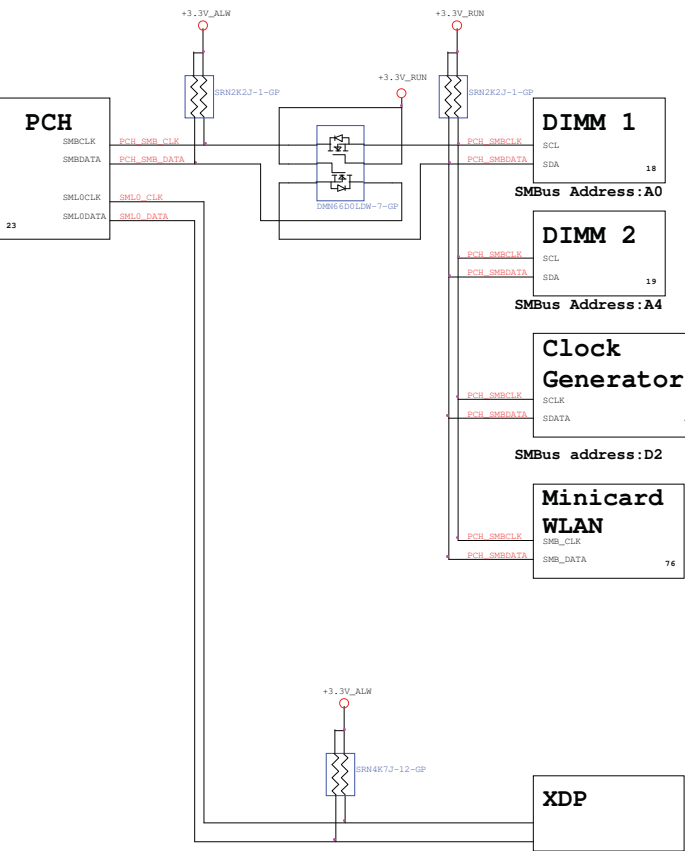 +3.3V_ALW
+3.3V_RUN
+3.3V_RUN
SRN2K2J-1-GP
SRN2K2J-1-GP
PCH
SMBCLK
PCH_SMB_CLK
SMBDATA
PCH_SMB_DATA
SML0CLK
SML0_CLK
SML0DATA
SML0_DATA
23
DMN66D0LDW-7-GP
DIMM 1
PCH_SMBCLK
SCL
PCH_SMBDATA
SDA
18
SMBus Address:A0
DIMM 2
PCH_SMBCLK
SCL
PCH_SMBDATA
SDA
19
SMBus Address:A4
Clock
Generator
PCH_SMBCLK
SCLK
PCH_SMBDATA
SDATA
SMBus address:D2
Minicard
WLAN
PCH_SMBCLK
SMB_CLK
PCH_SMBDATA
SMB_DATA
76
+3.3V_ALW
SRN4K7J-12-GP
XDP